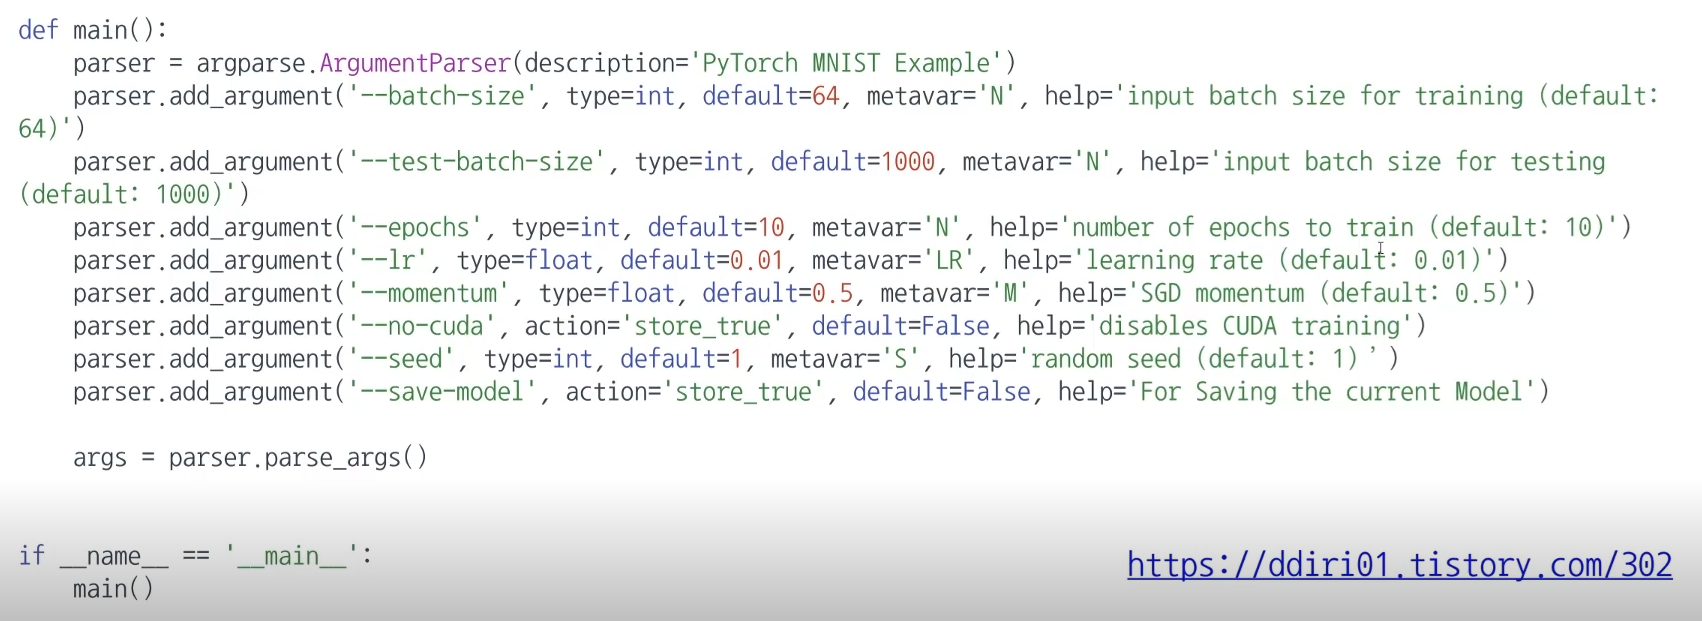 def main():
    parser = argparse.ArgumentParser(description='PyTorch MNIST Example')
    parser.add_argument('--batch-size', type=int, default=64, metavar='N', help='input batch size for training (default:
64)')
    parser.add_argument('--test-batch-size', type=int, default=1000, metavar='N', help='input batch size for testing
(default: 1000)')
    parser.add_argument('--epochs', type=int, default=10, metavar='N', help='number of epochs to train (default: 10)')
    parser.add_argument('--lr', type=float, default=0.01, metavar='LR', help='learning rate (default: 0.01)')
    parser.add_argument('--momentum', type=float, default=0.5, metavar='M', help='SGD momentum (default: 0.5)')
    parser.add_argument('--no-cuda', action='store_true', default=False, help='disables CUDA training')
    parser.add_argument('--seed', type=int, default=1, metavar='S', help='random seed (default: 1)’)
    parser.add_argument('--save-model', action='store_true', default=False, help='For Saving the current Model')
    args = parser.parse_args()
if __name__ == '__main__':
    main()
https://ddiri01.tistory.com/302